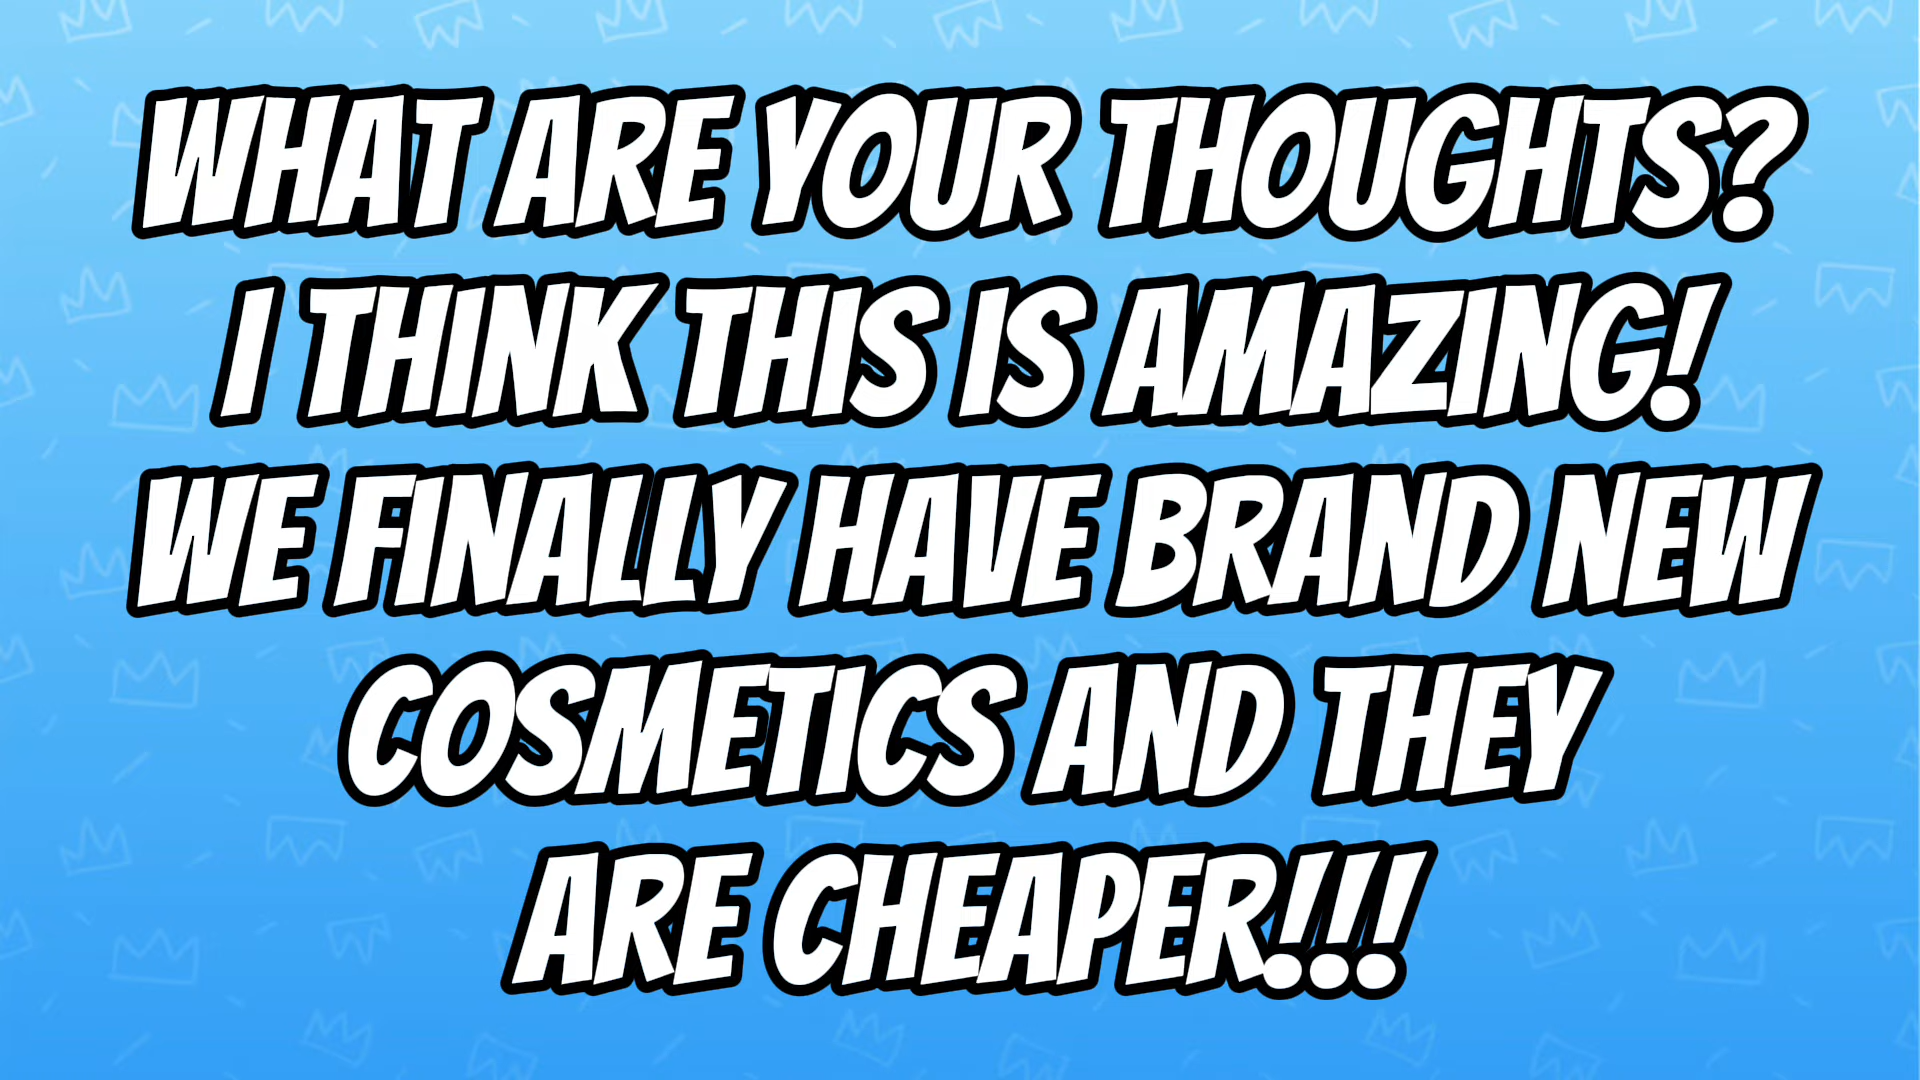 WHAT ARE YOUR THOUGHTS?
I THINK THIS IS AMAZING!
WE FINALLY HAVE BRAND NEW
COSMETICS AND THEY
ARE CHEAPER!!!